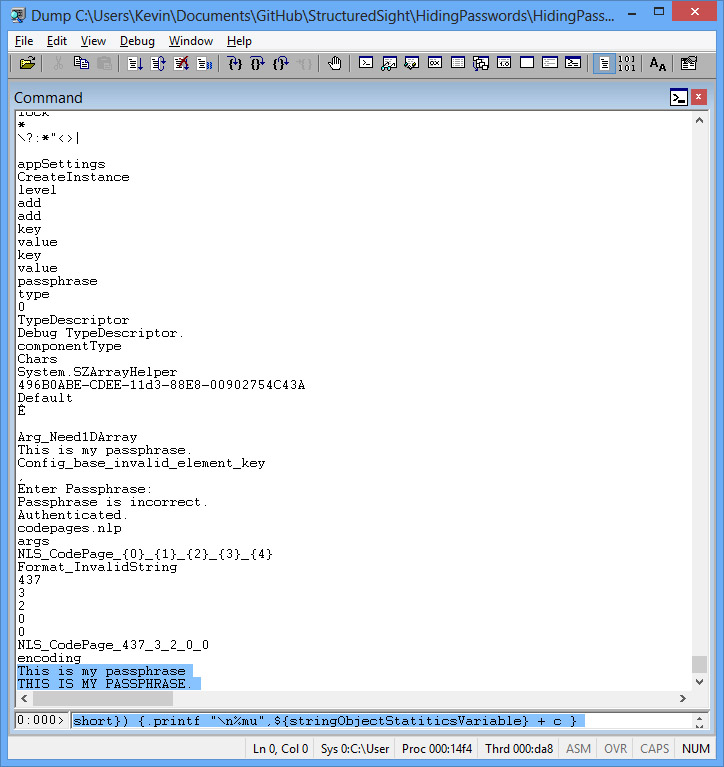 Dump C:\Users\Kevin\Documents\GitHub\StructuredSight\HidingPasswords\HidingPass...
File Edit View Debug Window Help
Command
lock
*
\?:*"<>|
appSettings
CreateInstance
level
add
add
key
value
key
value
passphrase
type
0
TypeDescriptor
Debug TypeDescriptor.
componentType
Chars
System.SZArrayHelper
496B0ABE-CDEE-11d3-88E8-00902754C43A
Default
Ê
Arg_Need1DArray
This is my passphrase.
Config_base_invalid_element_key
,
Enter Passphrase:
Passphrase is incorrect.
Authenticated.
codepages.nlp
args
NLS_CodePage_{0}_{1}_{2}_{3}_{4}
Format_InvalidString
437
3
2
0
0
NLS_CodePage_437_3_2_0_0
encoding
This is my passphrase
THIS IS MY PASSPHRASE.
0:000> short}) {.printf "\n%mu",${stringObjectStatiticsVariable} + c }
Ln 0, Col 0 Sys 0:C:\User Proc 000:14f4 Thrd 000:da8 ASM OVR CAPS NUM